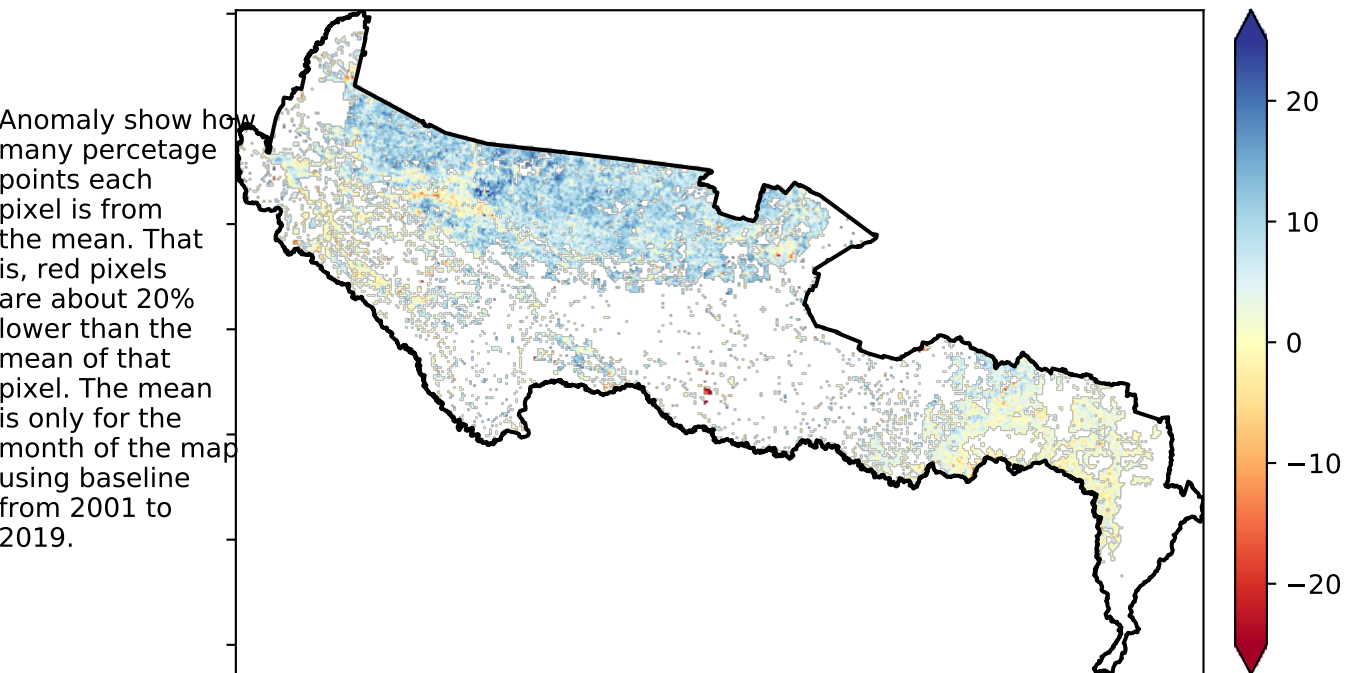 Anomaly show how
many percetage
points each
pixel is from
the mean. That
is, red pixels
are about 20%
lower than the
mean of that
pixel. The mean
is only for the
month of the map
using baseline
from 2001 to
2019.
20
10
0
−10
−20